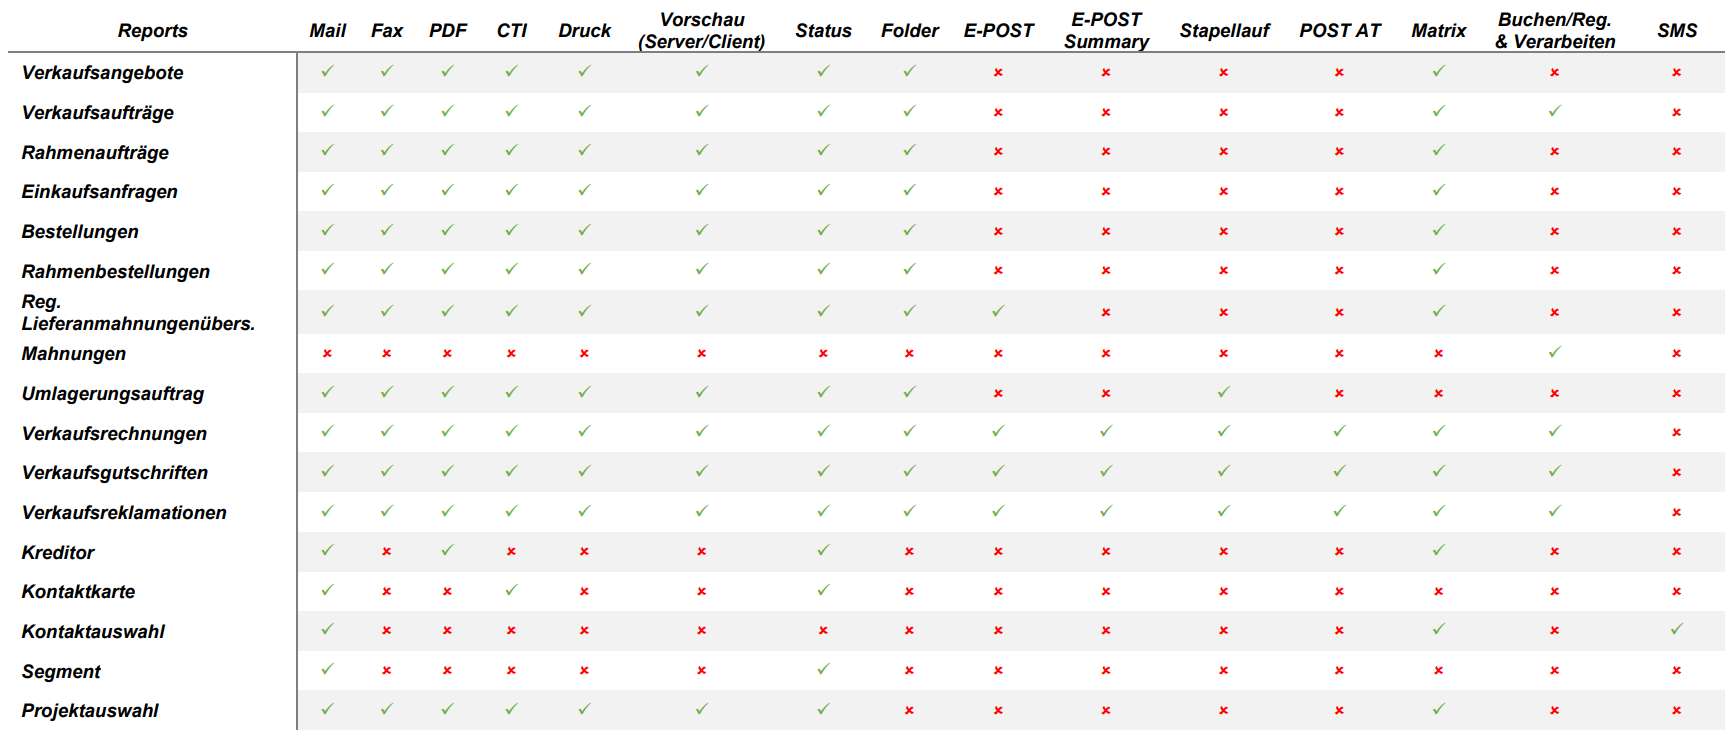 Reports Mail Fax PDF CTI Druck Vorschau (Server/Client) Status Folder E-POST E-POST Summary Stapellauf POST AT Matrix Buchen/Reg. & Verarbeiten SMS
Verkaufsangebote ✓ ✓ ✓ ✓ ✓ ✓ ✓ ✓ × × × × ✓ × ×
Verkaufsaufträge ✓ ✓ ✓ ✓ ✓ ✓ ✓ ✓ × × × × ✓ ✓ ×
Rahmenaufträge ✓ ✓ ✓ ✓ ✓ ✓ ✓ ✓ × × × × ✓ × ×
Einkaufsanfragen ✓ ✓ ✓ ✓ ✓ ✓ ✓ ✓ × × × × ✓ × ×
Bestellungen ✓ ✓ ✓ ✓ ✓ ✓ ✓ ✓ × × × × ✓ × ×
Rahmenbestellungen ✓ ✓ ✓ ✓ ✓ ✓ ✓ ✓ × × × × ✓ × ×
Reg.
Lieferanmahnungenübers. ✓ ✓ ✓ ✓ ✓ ✓ ✓ ✓ ✓ × × × ✓ × ×
Mahnungen × × × × × × × × × × × × × ✓ ×
Umlagerungsauftrag ✓ ✓ ✓ ✓ ✓ ✓ ✓ ✓ × × ✓ × × × ×
Verkaufsrechnungen ✓ ✓ ✓ ✓ ✓ ✓ ✓ ✓ ✓ ✓ ✓ ✓ ✓ ✓ ×
Verkaufsgutschriften ✓ ✓ ✓ ✓ ✓ ✓ ✓ ✓ ✓ ✓ ✓ ✓ ✓ ✓ ×
Verkaufsreklamationen ✓ ✓ ✓ ✓ ✓ ✓ ✓ ✓ ✓ ✓ ✓ ✓ ✓ ✓ ×
Kreditor ✓ × ✓ × × × ✓ × × × × × ✓ × ×
Kontaktkarte ✓ × × ✓ × × ✓ × × × × × × × ×
Kontaktauswahl ✓ × × × × × × × × × × × ✓ × ✓
Segment ✓ × × × × × ✓ × × × × × × × ×
Projektauswahl ✓ ✓ ✓ ✓ ✓ ✓ ✓ × × × × × ✓ × ×